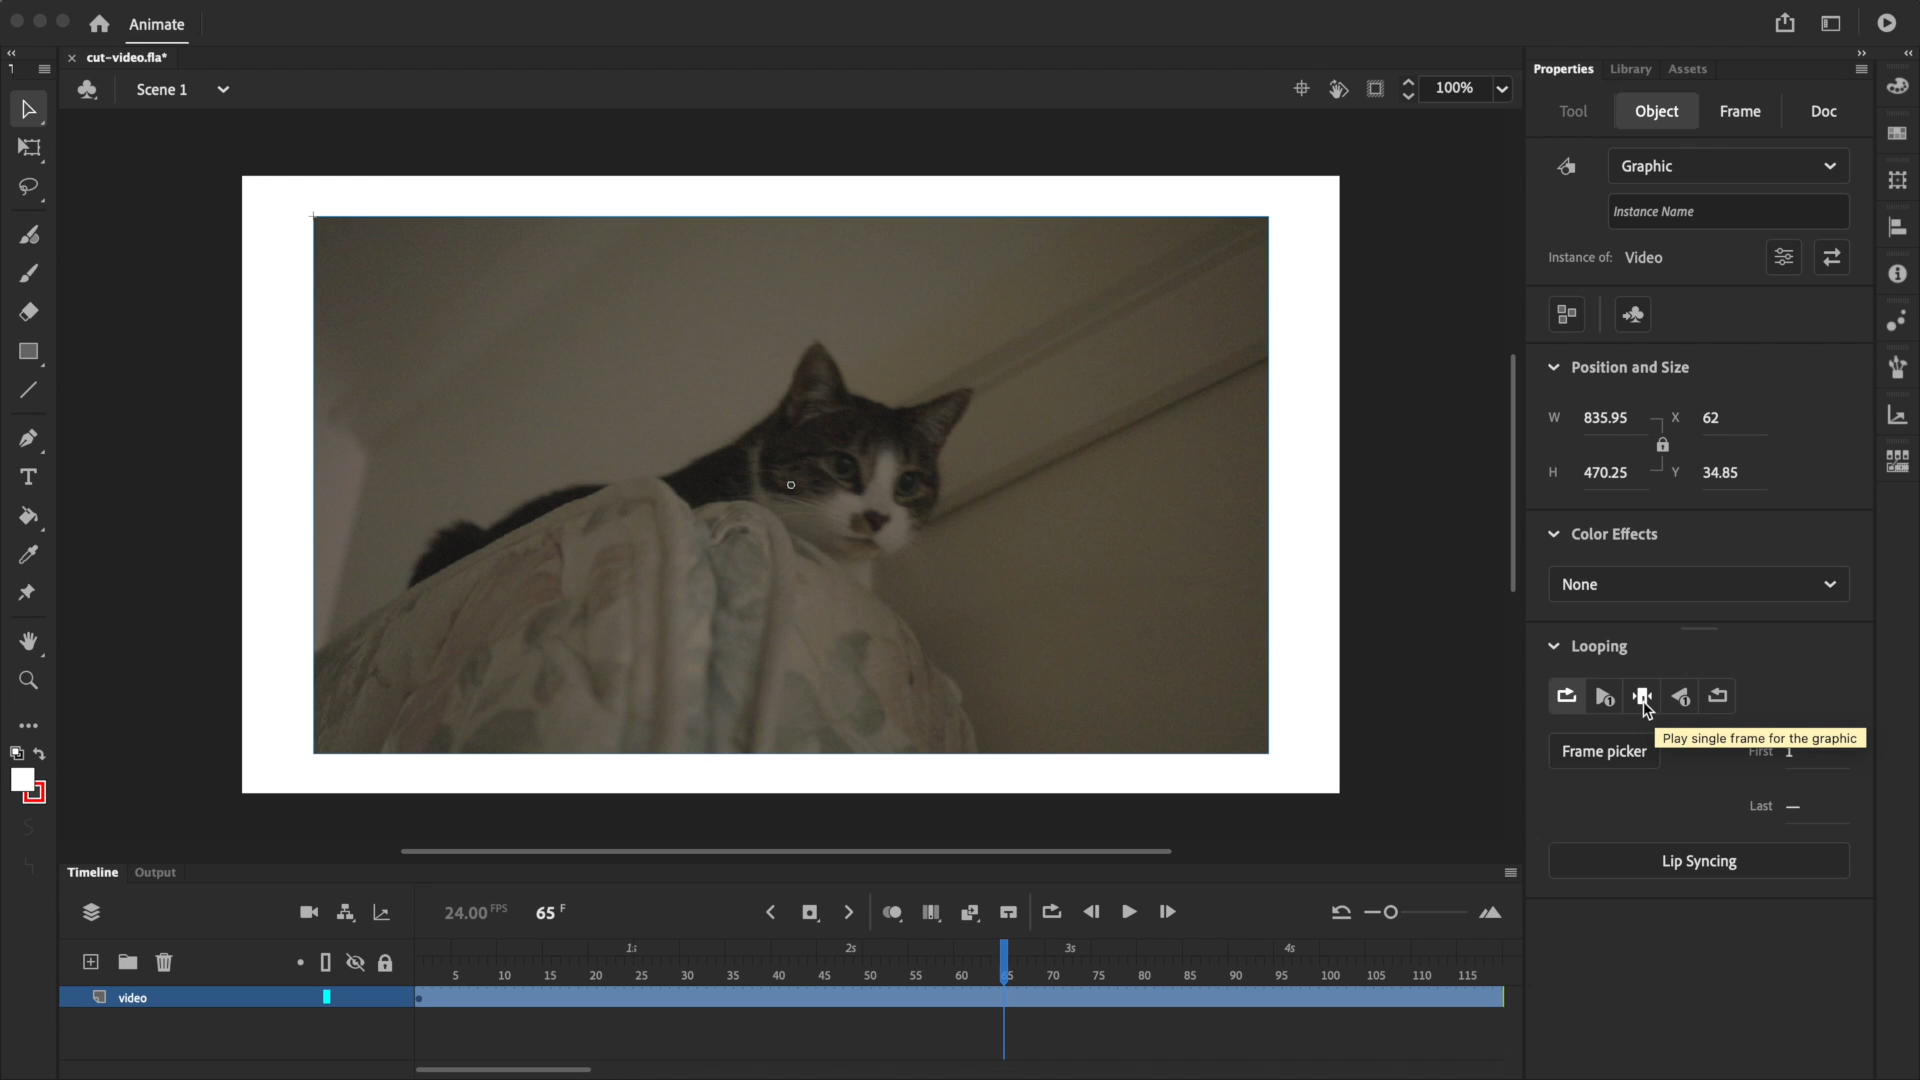 Animate
cut-video.fla*
Scene 1
100%
Properties Library Assets
Tool Object Frame Doc
Graphic
Instance Name
Instance of: Video
Position and Size
W 835.95 X 62
H 470.25 Y 34.85
Color Effects
None
Looping
Play single frame for the graphic
Frame picker First 1
Last —
Lip Syncing
Timeline Output
24.00 FPS 65 F
1s 2s 3s 4s
5 10 15 20 25 30 35 40 45 50 55 60 65 70 75 80 85 90 95 100 105 110 115
video